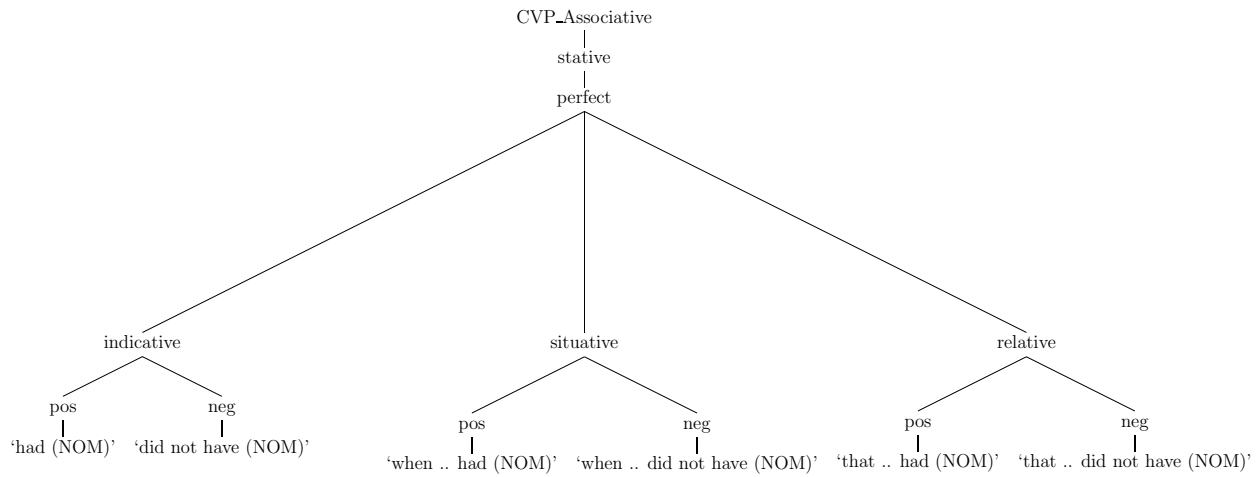 CVP_Associative
stative
perfect
indicative situative relative
pos neg pos neg pos neg
‘had (NOM)’ ‘did not have (NOM)’ ‘when .. had (NOM)’ ‘when .. did not have (NOM)’ ‘that .. had (NOM)’ ‘that .. did not have (NOM)’